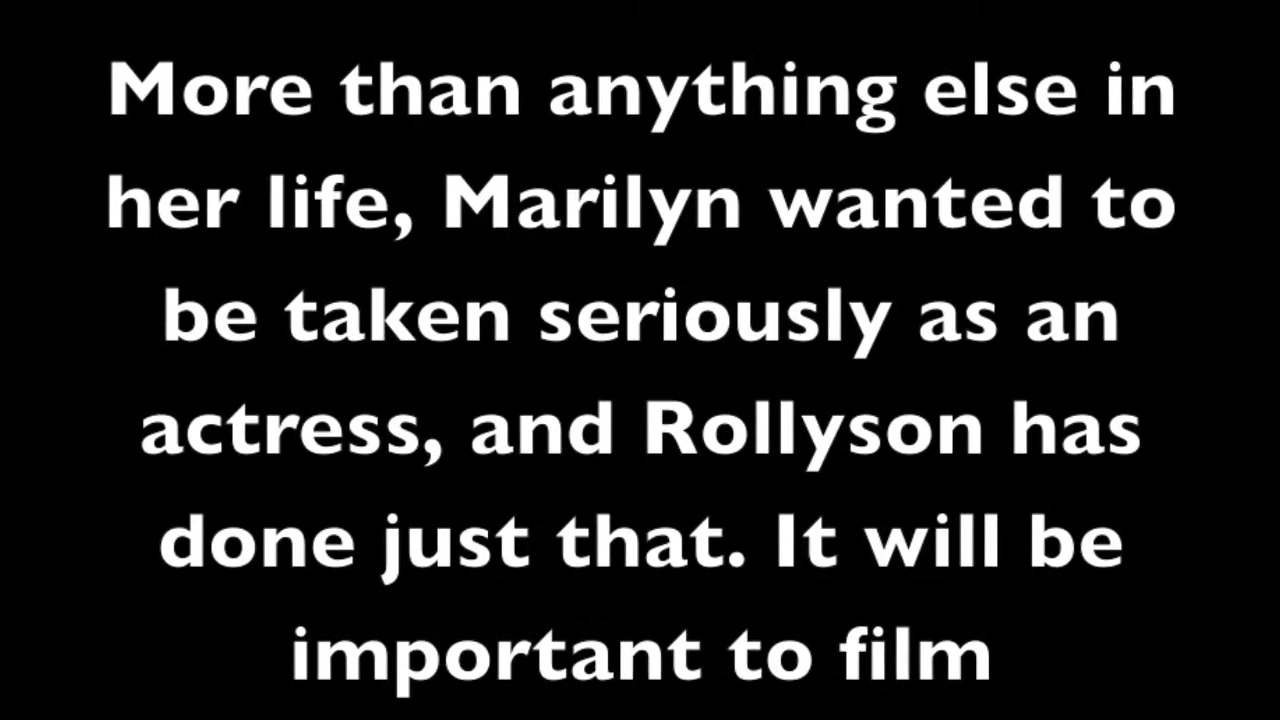 More than anything else in
her life, Marilyn wanted to
be taken seriously as an
actress, and Rollyson has
done just that. It will be
important to film